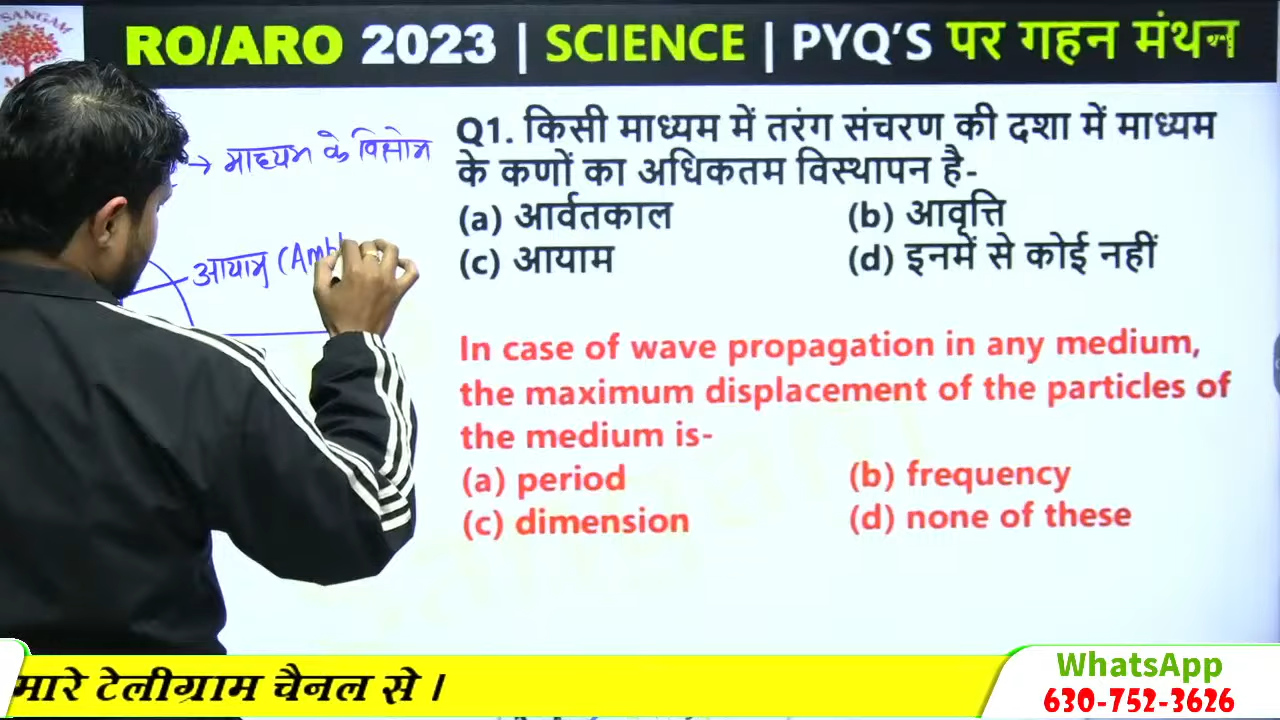 SANGAM
RO/ARO 2023 | SCIENCE | PYQ'S पर गहन मंथन
→ माध्यम के विक्षोभ
आयाम (Ampl
Q1. किसी माध्यम में तरंग संचरण की दशा में माध्यम
के कणों का अधिकतम विस्थापन है-
(a) आर्वतकाल (b) आवृत्ति
(c) आयाम (d) इनमें से कोई नहीं
In case of wave propagation in any medium,
the maximum displacement of the particles of
the medium is-
(a) period (b) frequency
(c) dimension (d) none of these
मारे टेलीग्राम चैनल से ।
WhatsApp
630-752-3626